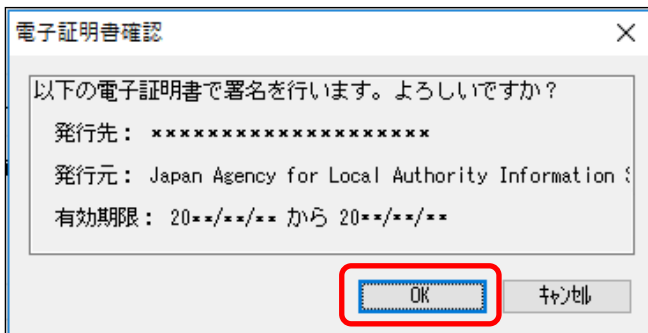 電子証明書確認
以下の電子証明書で署名を行います。よろしいですか？
発行先： ********************
発行元： Japan Agency for Local Authority Information S
有効期限： 20**/**/** から 20**/**/**
OK ｷｬﾝｾﾙ